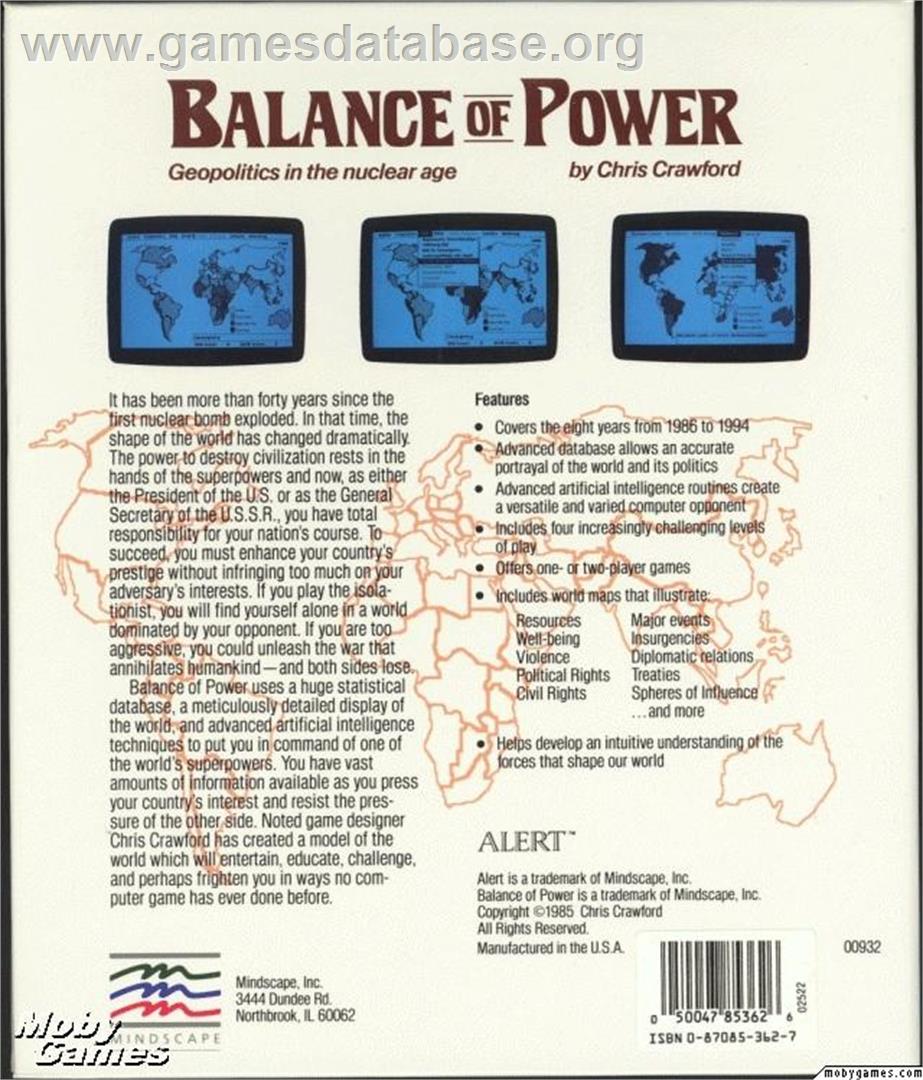 www.gamesdatabase.org
BALANCE OF POWER
Geopolitics in the nuclear age
by Chris Crawford
It has been more than forty years since the
first nuclear bomb exploded. In that time, the
shape of the world has changed dramatically.
The power to destroy civilization rests in the
hands of the superpowers and now, as either
the President of the U.S. or as the General
Secretary of the U.S.S.R., you have total
responsibility for your nation's course. To
succeed, you must enhance your country's
prestige without infringing too much on your
adversary's interests. If you play the isola-
tionist, you will find yourself alone in a world
dominated by your opponent. If you are too
aggressive, you could unleash the war that
annihilates humankind—and both sides lose.
Balance of Power uses a huge statistical
database, a meticulously detailed display of
the world, and advanced artificial intelligence
techniques to put you in command of one of
the world's superpowers. You have vast
amounts of information available as you press
your country's interest and resist the pres-
sure of the other side. Noted game designer
Chris Crawford has created a model of the
world which will entertain, educate, challenge,
and perhaps frighten you in ways no com-
puter game has ever done before.
Features
• Covers the eight years from 1986 to 1994
• Advanced database allows an accurate
portrayal of the world and its politics
• Advanced artificial intelligence routines create
a versatile and varied computer opponent
• Includes four increasingly challenging levels
of play
• Offers one- or two-player games
• Includes world maps that illustrate:
Resources
Well-being
Violence
Political Rights
Civil Rights
Major events
Insurgencies
Diplomatic relations
Treaties
Spheres of Influence
...and more
• Helps develop an intuitive understanding of the
forces that shape our world
ALERT™
Alert is a trademark of Mindscape, Inc.
Balance of Power is a trademark of Mindscape, Inc.
Copyright ©1985 Chris Crawford
All Rights Reserved.
Manufactured in the U.S.A.
00932
02522
0 50047 85362 6
ISBN 0-87085-362-7
MINDSCAPE
Mindscape, Inc.
3444 Dundee Rd.
Northbrook, IL 60062
Moby
Games
mobygames.com